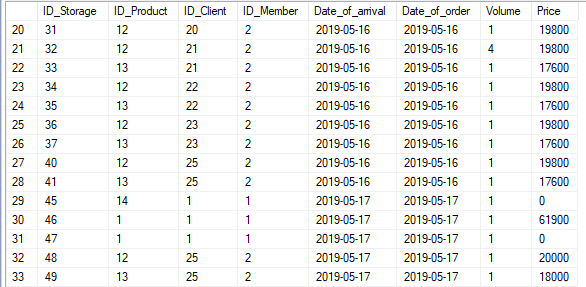 ID_Storage ID_Product ID_Client ID_Member Date_of_arrival Date_of_order Volume Price
20 31 12 20 2 2019-05-16 2019-05-16 1 19800
21 32 12 21 2 2019-05-16 2019-05-16 4 19800
22 33 13 21 2 2019-05-16 2019-05-16 1 17600
23 34 12 22 2 2019-05-16 2019-05-16 1 19800
24 35 13 22 2 2019-05-16 2019-05-16 1 17600
25 36 12 23 2 2019-05-16 2019-05-16 1 19800
26 37 13 23 2 2019-05-16 2019-05-16 1 17600
27 40 12 25 2 2019-05-16 2019-05-16 1 19800
28 41 13 25 2 2019-05-16 2019-05-16 1 17600
29 45 14 1 1 2019-05-17 2019-05-17 1 0
30 46 1 1 1 2019-05-17 2019-05-17 1 61900
31 47 1 1 1 2019-05-17 2019-05-17 1 0
32 48 12 25 2 2019-05-17 2019-05-17 1 20000
33 49 13 25 2 2019-05-17 2019-05-17 1 18000